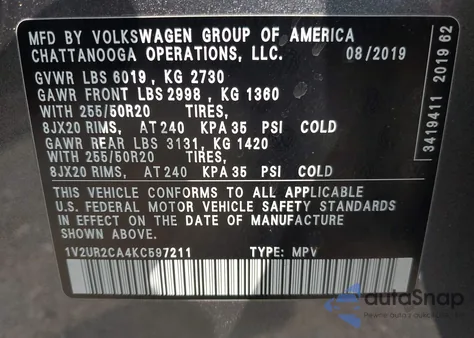 MFD BY VOLKSWAGEN GROUP OF AMERICA
CHATTANOOGA OPERATIONS, LLC. 08/2019
GVWR LBS 6019 , KG 2730
GAWR FRONT LBS 2998 , KG 1360
WITH 255/50R20 TIRES,
8JX20 RIMS, AT 240 KPA 35 PSI COLD
GAWR REAR LBS 3131, KG 1420
WITH 255/50R20 TIRES,
8JX20 RIMS, AT 240 KPA 35 PSI COLD
THIS VEHICLE CONFORMS TO ALL APPLICABLE
U.S. FEDERAL MOTOR VEHICLE SAFETY STANDARDS
IN EFFECT ON THE DATE OF MANUFACTURE
SHOWN ABOVE.
1V2UR2CA4KC597211 TYPE: MPV
3419411 2019 62
autoSnap